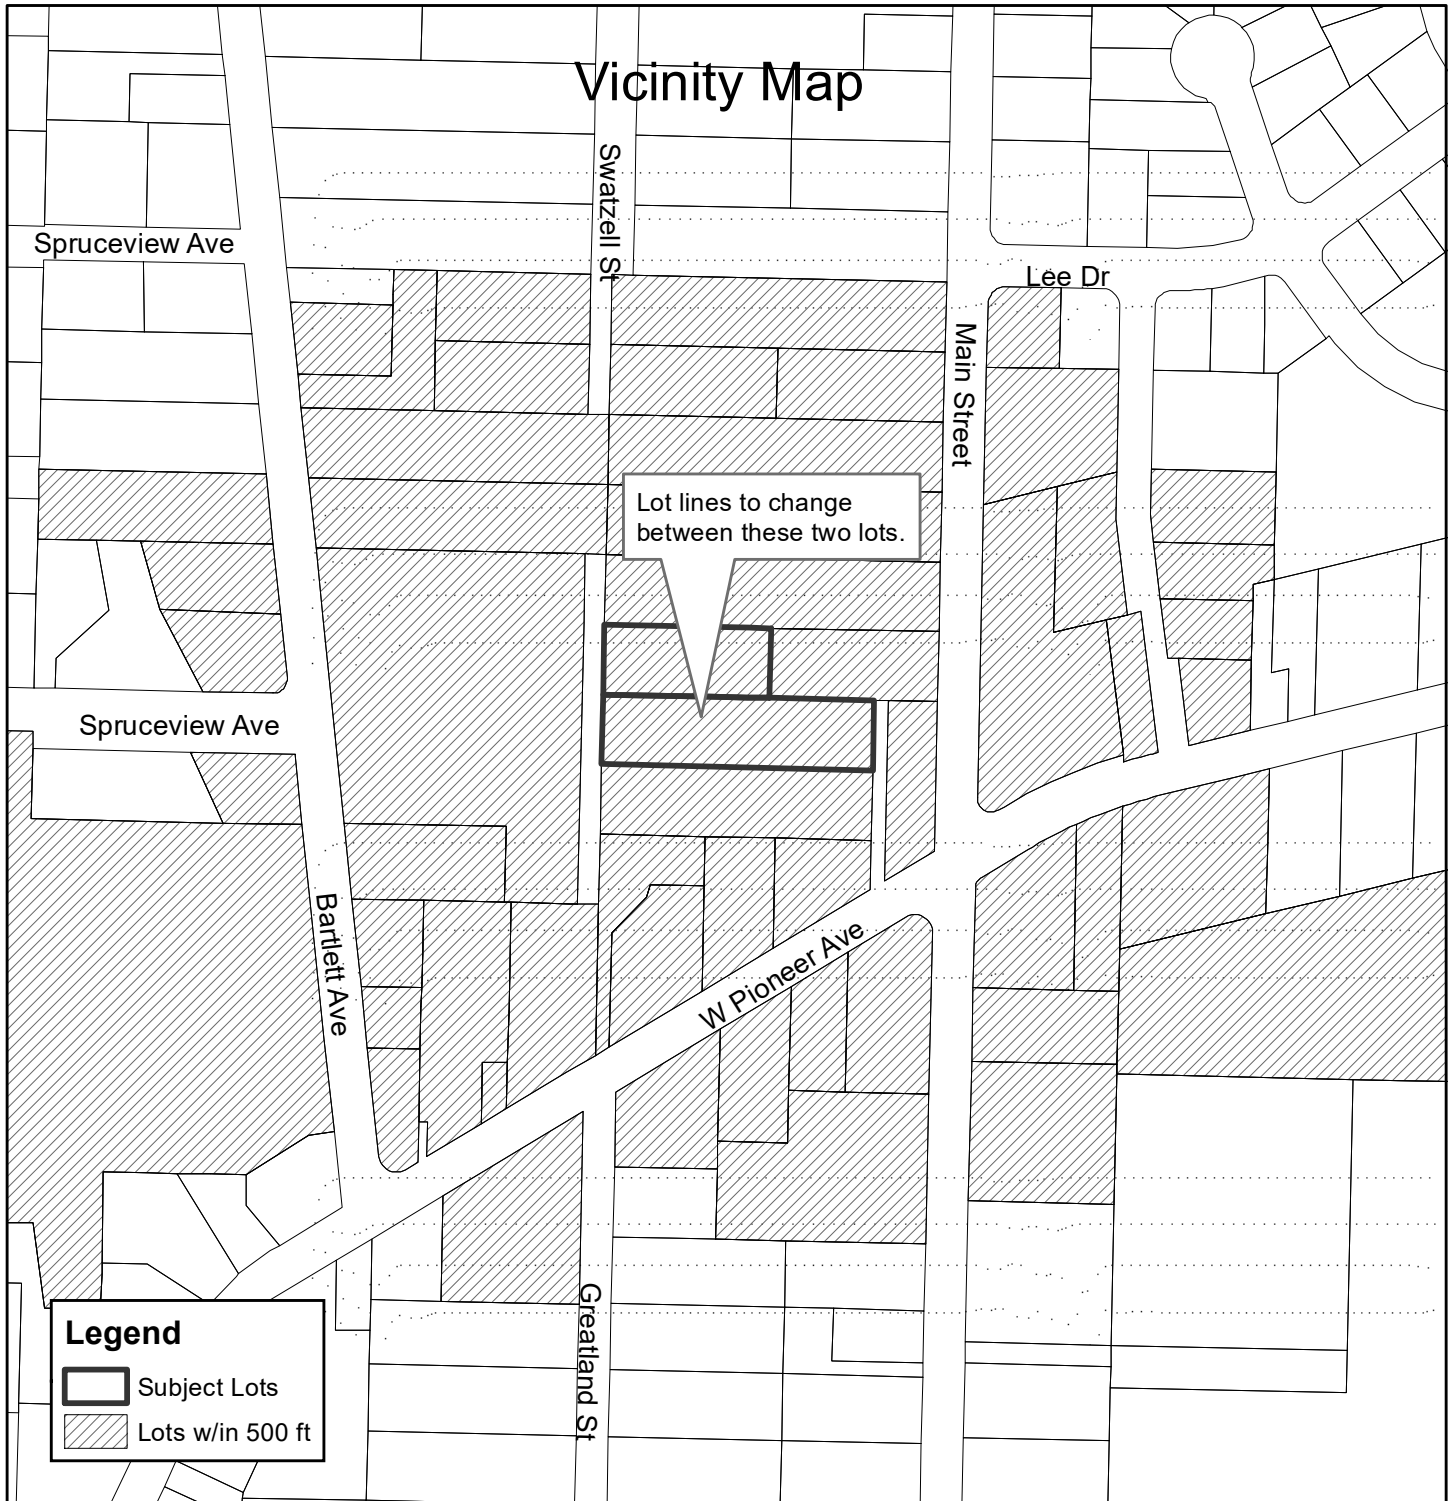 Vicinity Map
Swatzell St
Spruceview Ave
Lee Dr
Main Street
Lot lines to change
between these two lots.
Spruceview Ave
Bartlett Ave
W Pioneer Ave
Greatland St
Legend
Subject Lots
Lots w/in 500 ft